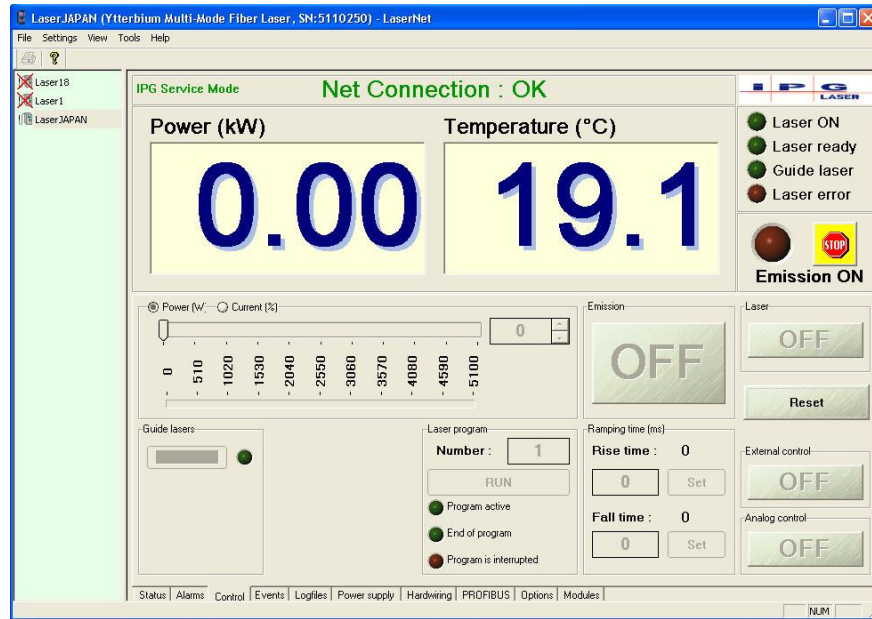 LaserJAPAN (Ytterbium Multi-Mode Fiber Laser, SN:5110250) - LaserNet
File Settings View Tools Help
Laser18
Laser1
LaserJAPAN
IPG Service Mode
Net Connection : OK
IPG
LASER
Power (kW)
Temperature (°C)
0.00
19.1
Laser ON
Laser ready
Guide laser
Laser error
STOP
Emission ON
Power (W) Current (%)
0
0 510 1020 1530 2040 2550 3060 3570 4080 4590 5100
Emission
OFF
Laser
OFF
Reset
Guide lasers
Laser program
Number : 1
RUN
Program active
End of program
Program is interrupted
Ramping time (ms)
Rise time : 0
0 Set
Fall time : 0
0 Set
External control
OFF
Analog control
OFF
Status Alarms Control Events Logfiles Power supply Hardwiring PROFIBUS Options Modules
NUM